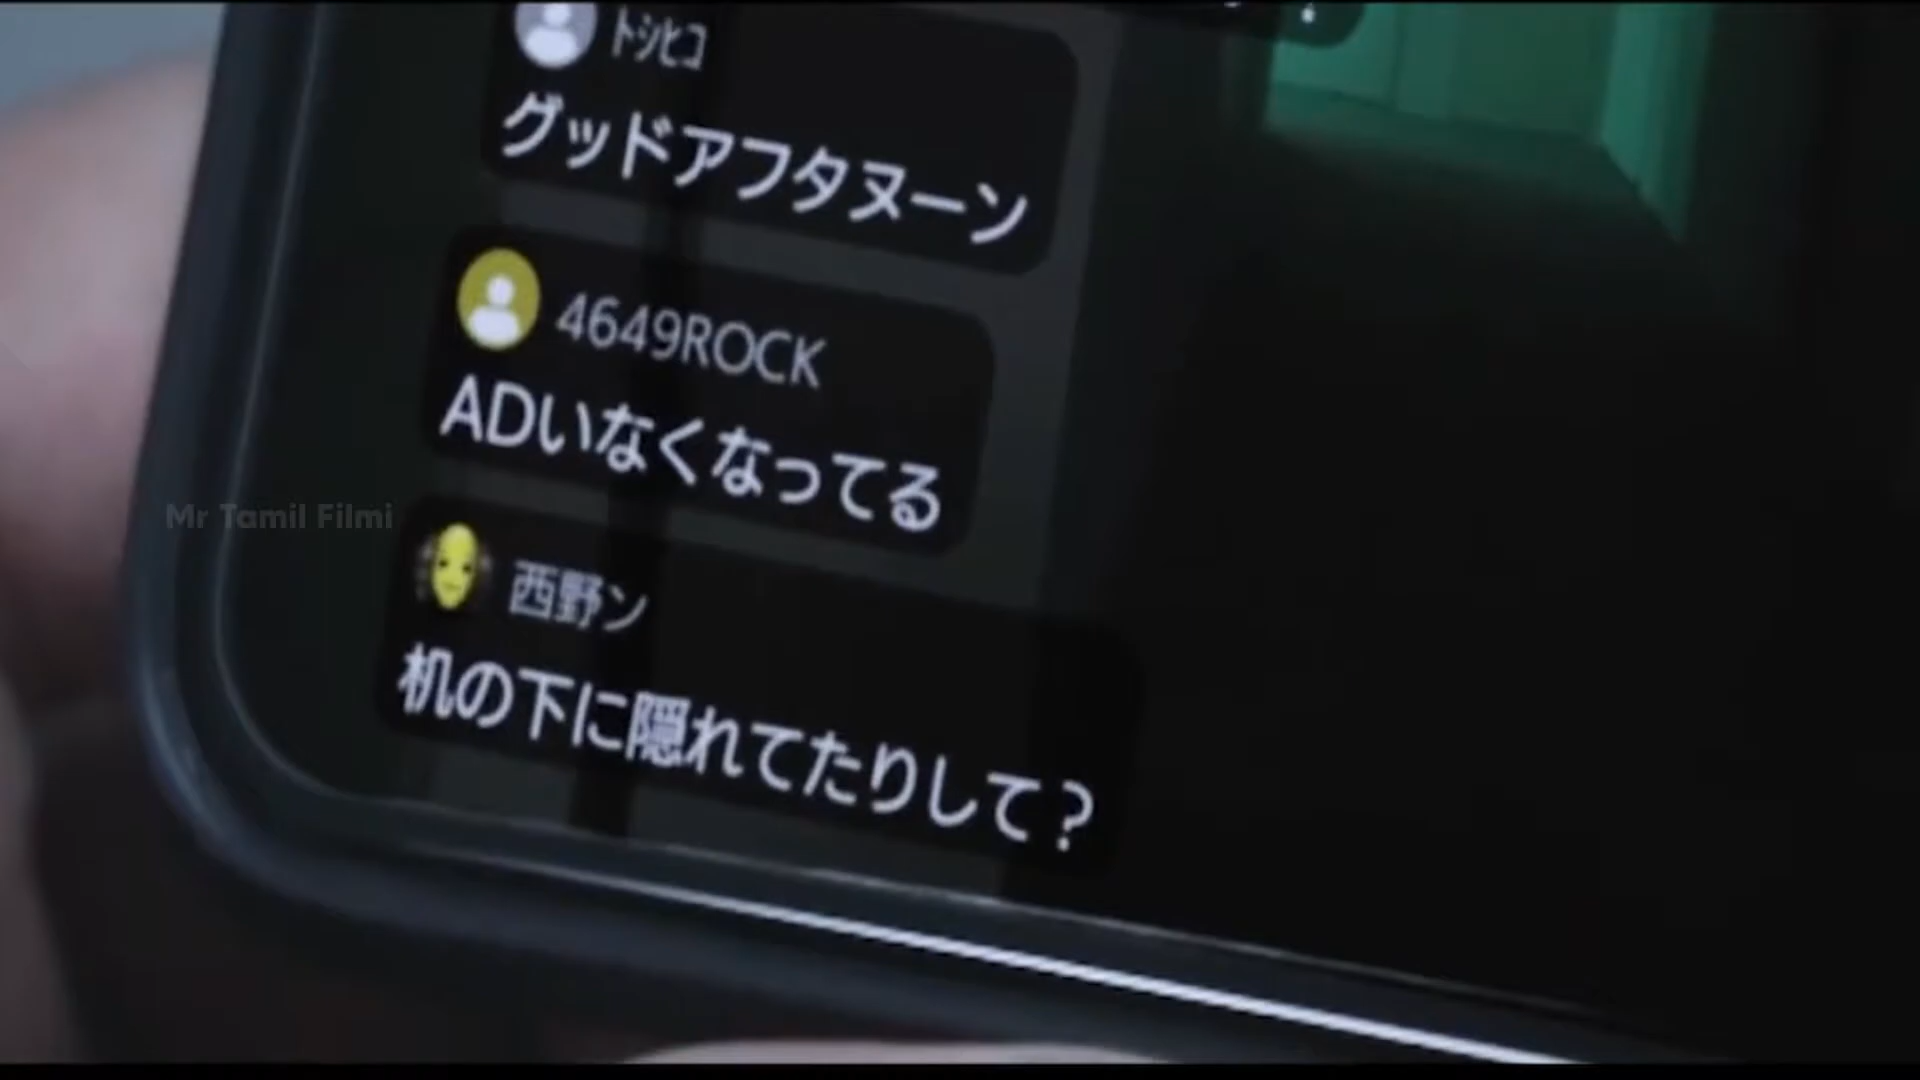 トシヒコ
グッドアフタヌーン
4649ROCK
ADいなくなってる
Mr Tamil Filmi
西野ン
机の下に隠れてたりして？